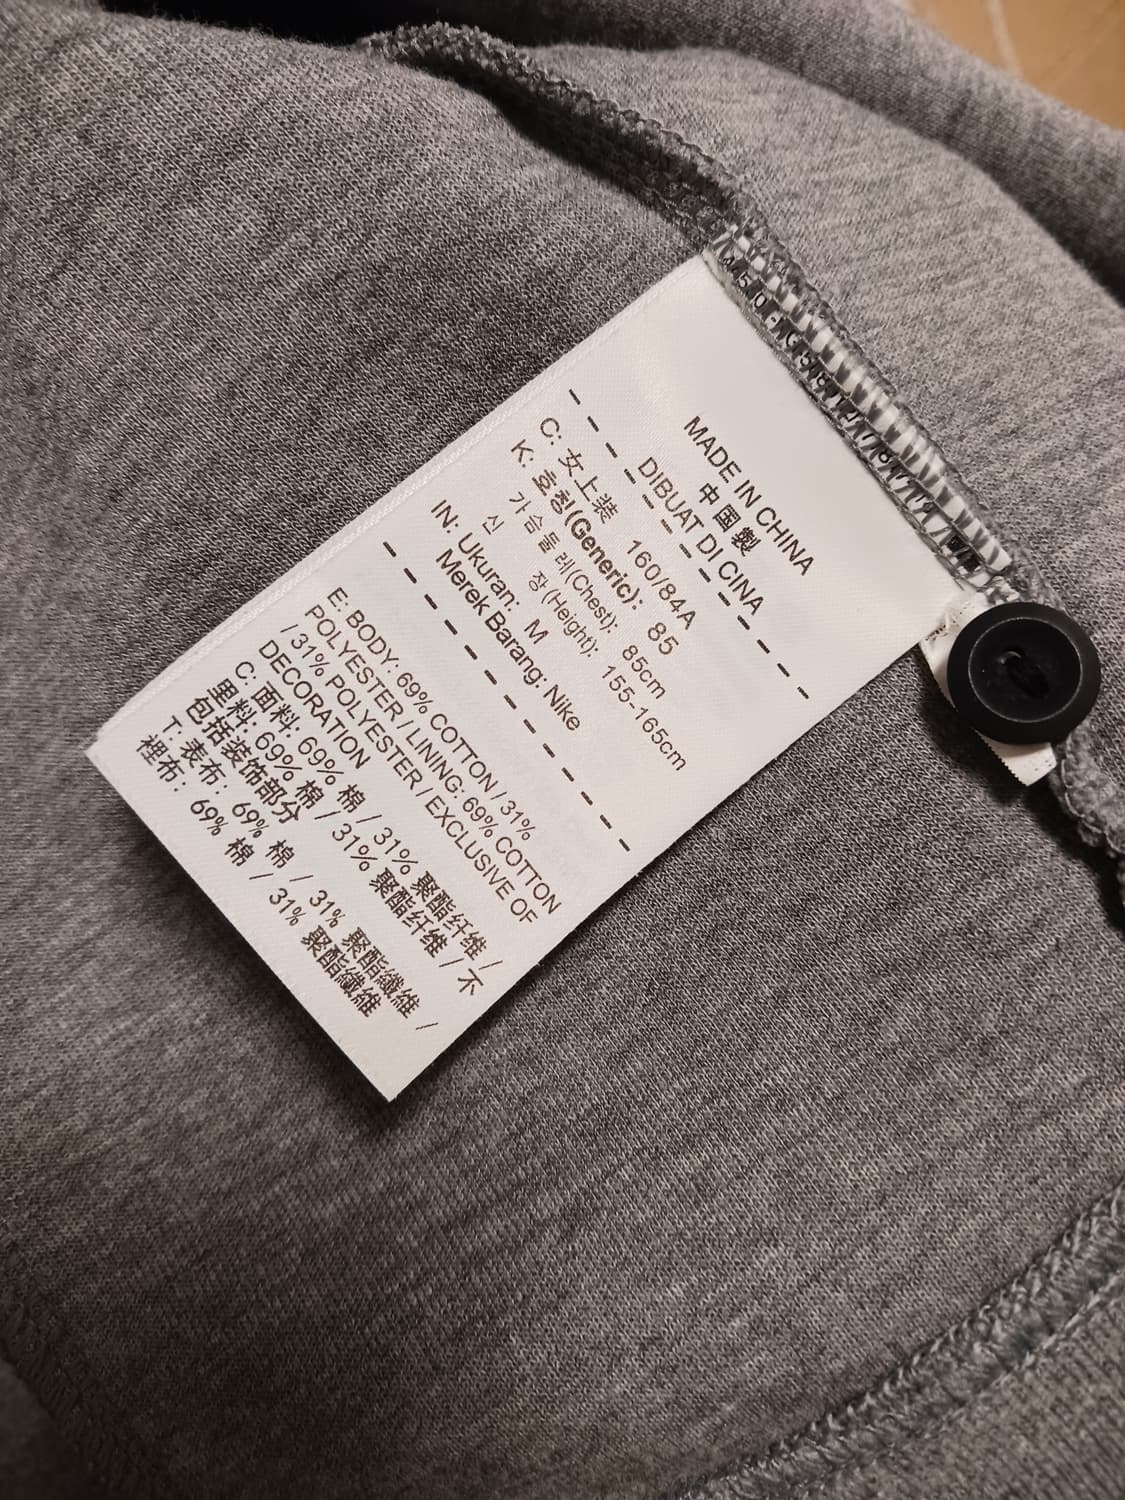 MADE IN CHINA
中国製
DIBUAT DI CINA
C: 女上装 160/84A
K: 호칭(Generic): 85
가슴둘레(Chest): 85cm
신 장(Height): 155-165cm
IN: Ukuran: M
Merek Barang: Nike
E: BODY: 69% COTTON / 31%
POLYESTER / LINING: 69% COTTON
/ 31% POLYESTER / EXCLUSIVE OF
DECORATION
C: 面料: 69% 棉 / 31% 聚酯纤维 /
里料: 69% 棉 / 31% 聚酯纤维 / 不
包括装饰部分
T: 表布: 69% 棉 / 31% 聚酯纖維 /
裡布: 69% 棉 / 31% 聚酯纖維